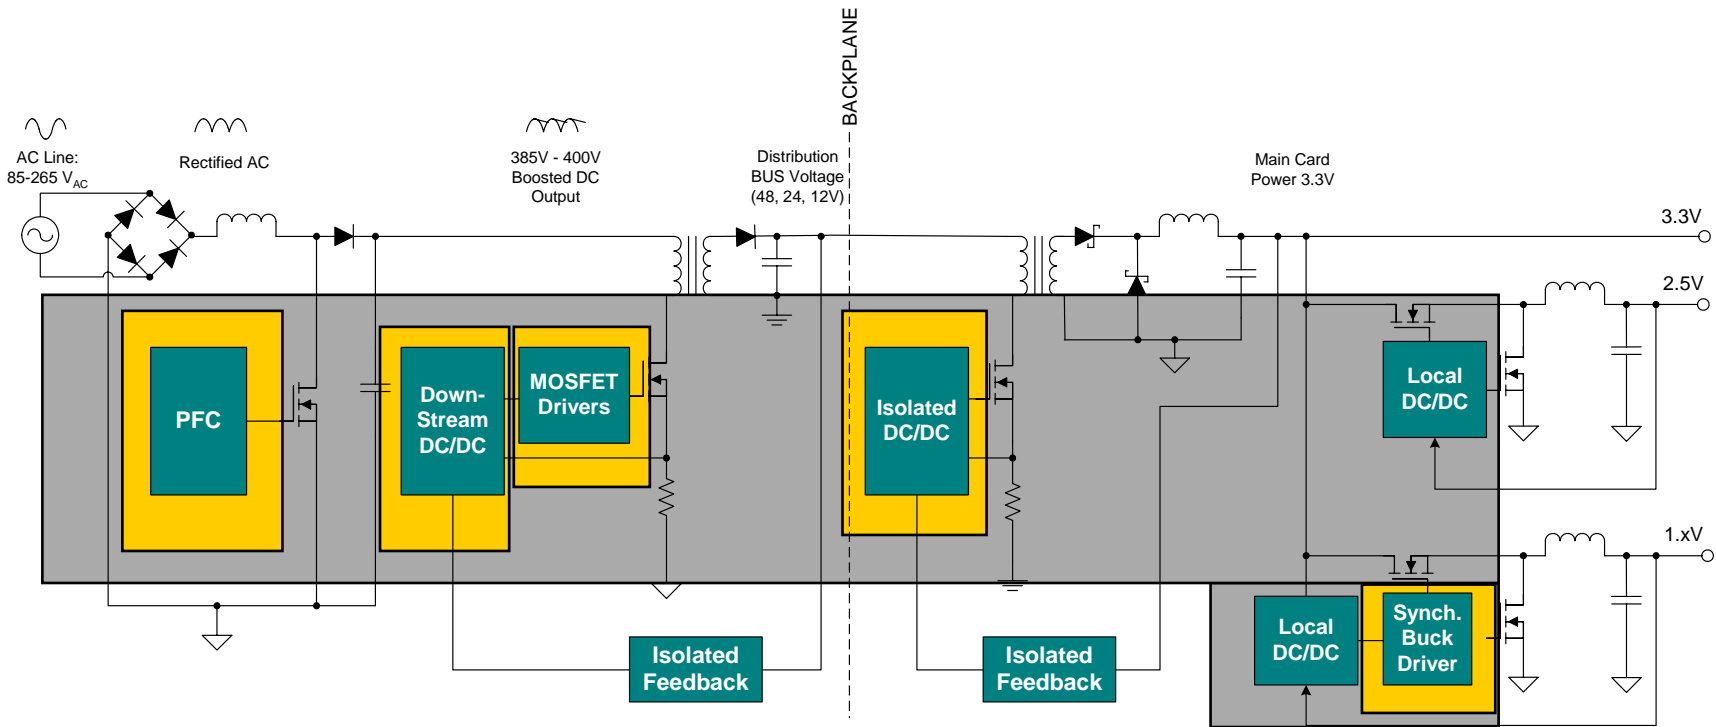 BACKPLANE
AC Line:
85-265 VAC
Rectified AC
385V - 400V
Boosted DC
Output
Distribution
BUS Voltage
(48, 24, 12V)
Main Card
Power 3.3V
3.3V
2.5V
1.xV
PFC
Down-
Stream
DC/DC
MOSFET
Drivers
Isolated
DC/DC
Local
DC/DC
Isolated
Feedback
Isolated
Feedback
Local
DC/DC
Synch.
Buck
Driver